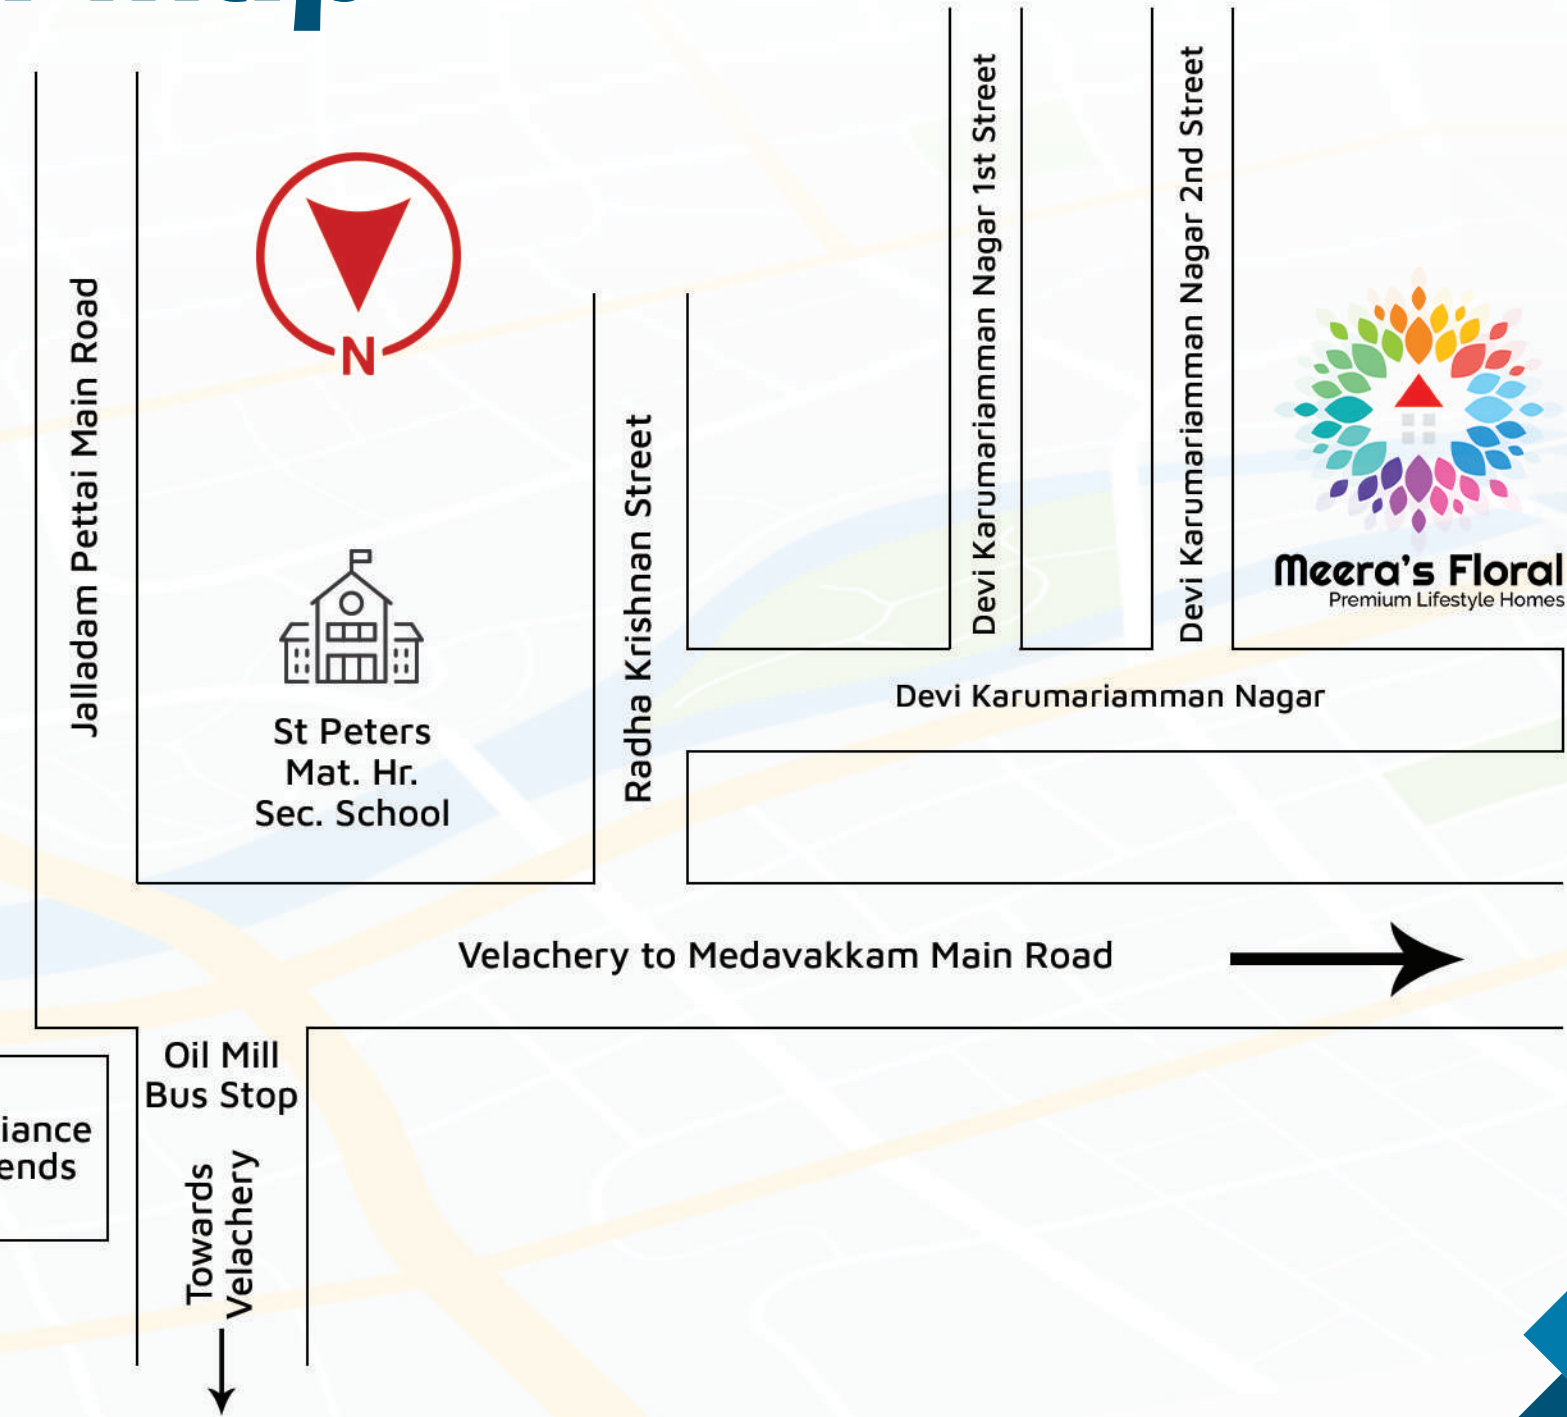 N
Jalladam Pettai Main Road
St Peters
Mat. Hr.
Sec. School
Radha Krishnan Street
Devi Karumariamman Nagar 1st Street
Devi Karumariamman Nagar 2nd Street
Meera's Floral
Premium Lifestyle Homes
Devi Karumariamman Nagar
Velachery to Medavakkam Main Road
Oil Mill
Bus Stop
iance
ends
Towards
Velachery